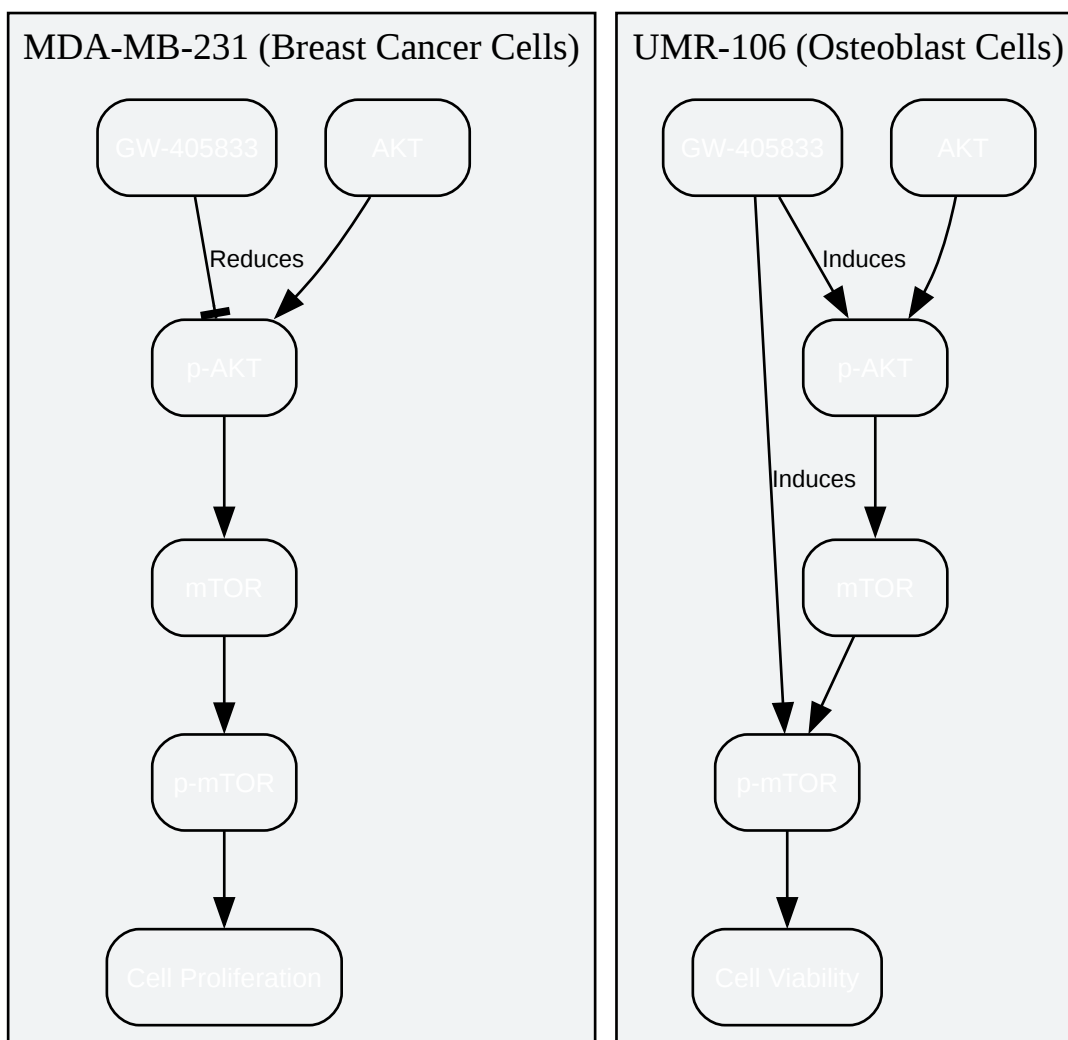 MDA-MB-231 (Breast Cancer Cells)
GW-405833
AKT
Reduces
p-AKT
mTOR
p-mTOR
Cell Proliferation
UMR-106 (Osteoblast Cells)
GW-405833
AKT
Induces
p-AKT
Induces
mTOR
p-mTOR
Cell Viability